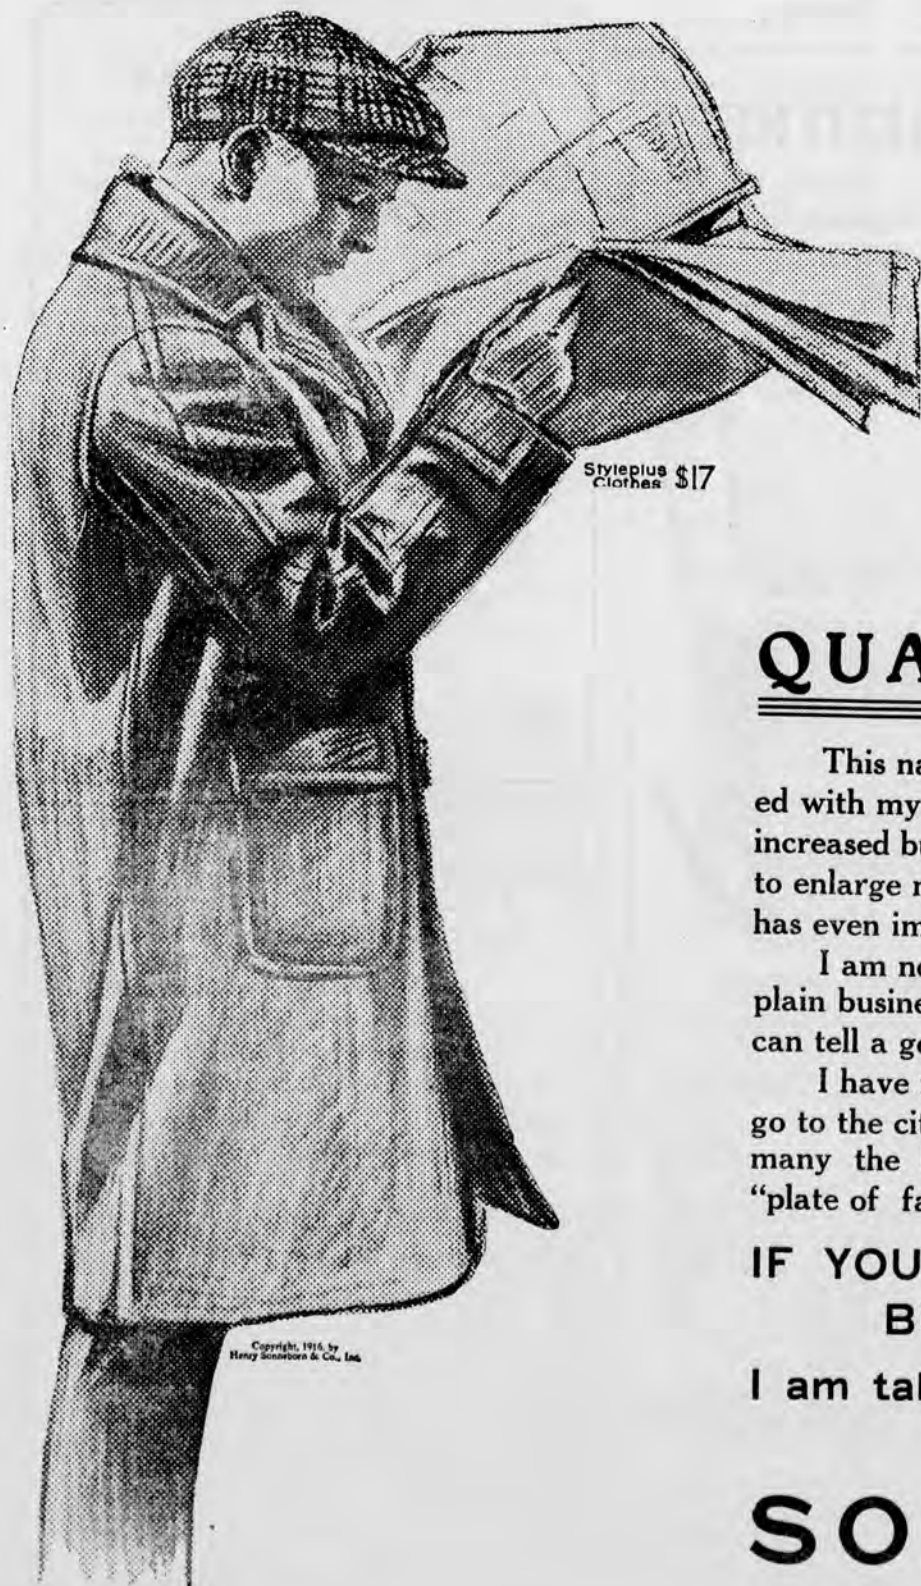 Styleplus
Clothes $17
QUA
This na
ed with my
increased bu
to enlarge r
has even im
I am no
plain busine
can tell a go
I have
go to the cit
many the
"plate of fa
IF YOU
B
I am tal
SO
Copyright, 1916, by
Henry Sonneborn & Co., Inc.